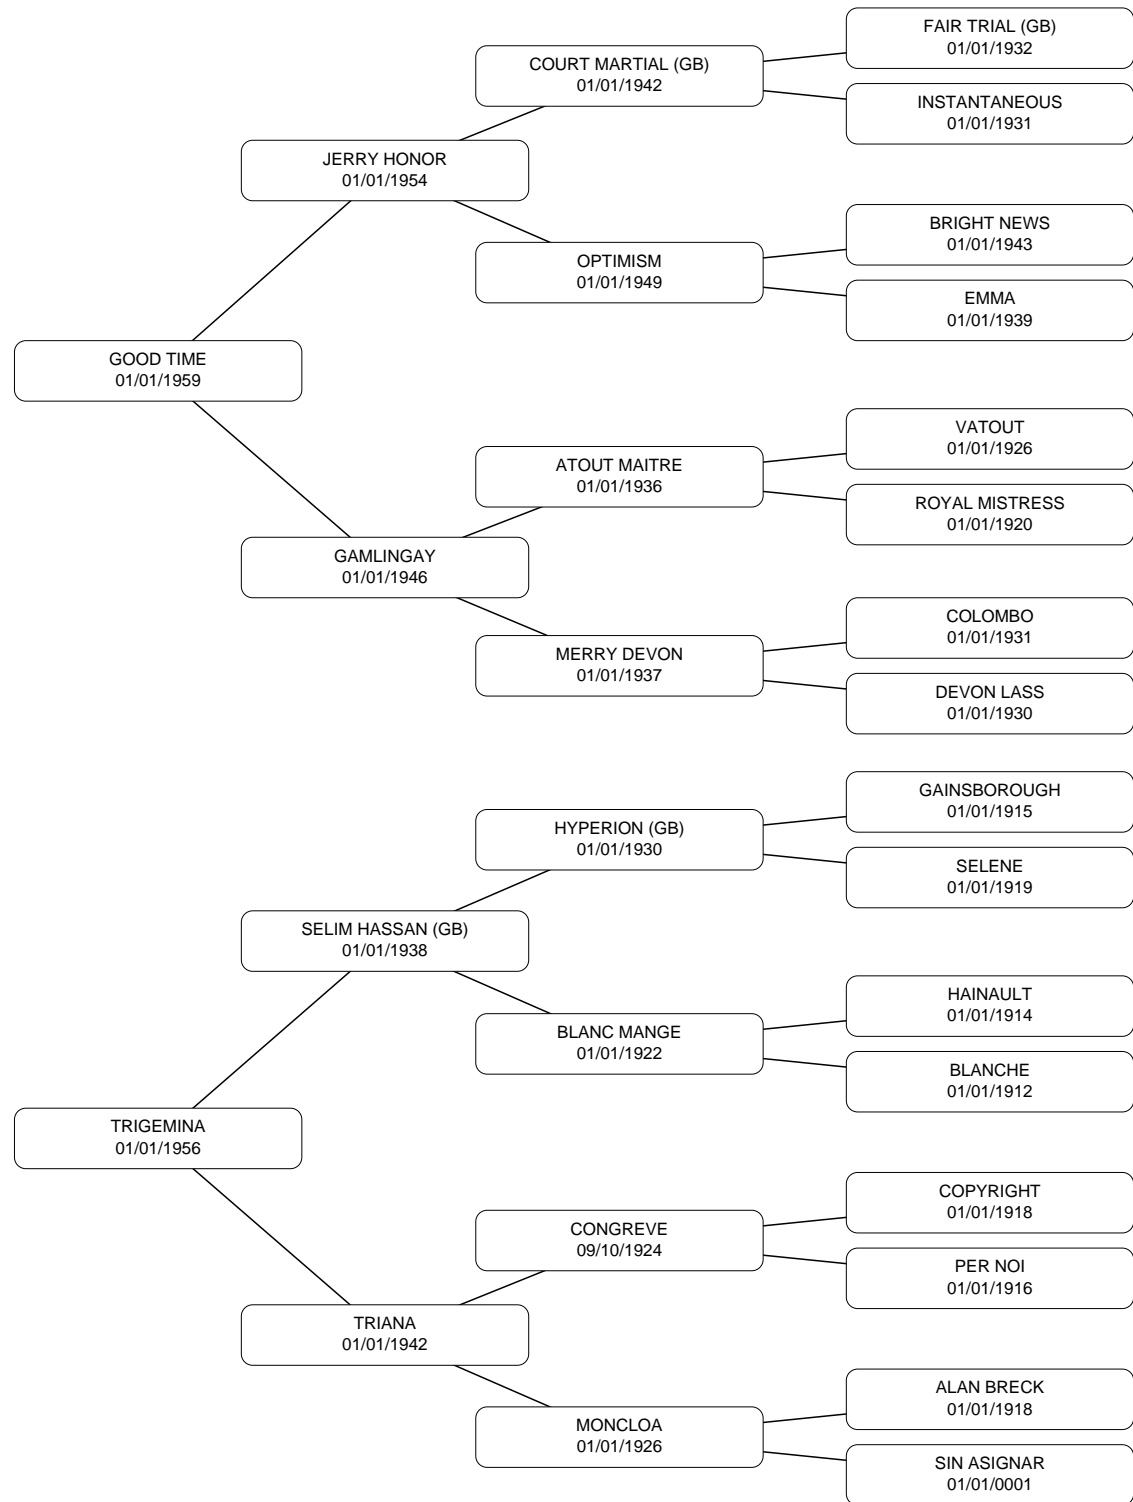 FAIR TRIAL (GB)
01/01/1932
COURT MARTIAL (GB)
01/01/1942
INSTANTANEOUS
01/01/1931
JERRY HONOR
01/01/1954
BRIGHT NEWS
01/01/1943
OPTIMISM
01/01/1949
EMMA
01/01/1939
GOOD TIME
01/01/1959
VATOUT
01/01/1926
ATOUT MAITRE
01/01/1936
ROYAL MISTRESS
01/01/1920
GAMLINGAY
01/01/1946
COLOMBO
01/01/1931
MERRY DEVON
01/01/1937
DEVON LASS
01/01/1930
GAINSBOROUGH
01/01/1915
HYPERION (GB)
01/01/1930
SELENE
01/01/1919
SELIM HASSAN (GB)
01/01/1938
HAINAULT
01/01/1914
BLANC MANGE
01/01/1922
BLANCHE
01/01/1912
TRIGEMINA
01/01/1956
COPYRIGHT
01/01/1918
CONGREVE
09/10/1924
PER NOI
01/01/1916
TRIANA
01/01/1942
ALAN BRECK
01/01/1918
MONCLOA
01/01/1926
SIN ASIGNAR
01/01/0001